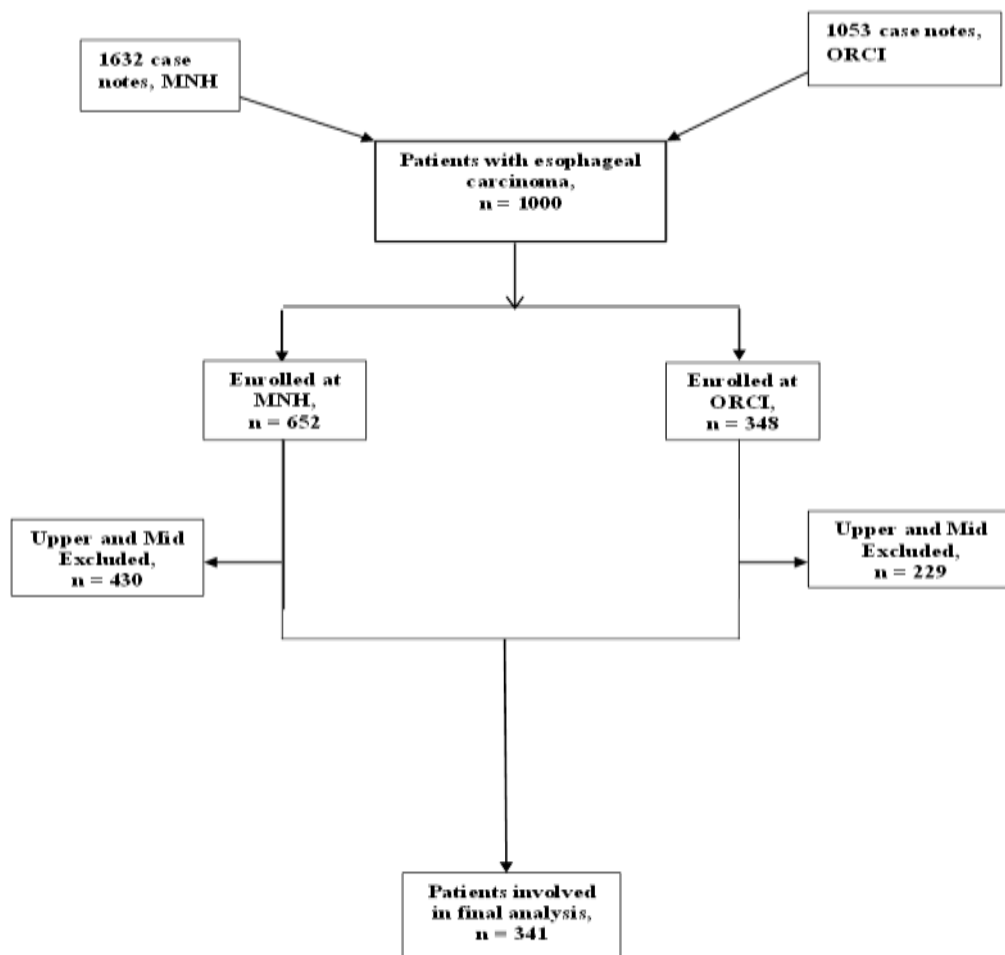 1632 case
notes, MNH
1053 case notes,
ORCI
Patients with esophageal
carcinoma,
n = 1000
Enrolled at
MNH,
n = 652
Enrolled at
ORCI,
n = 348
Upper and Mid
Excluded,
n = 430
Upper and Mid
Excluded,
n = 229
Patients involved
in final analysis,
n = 341